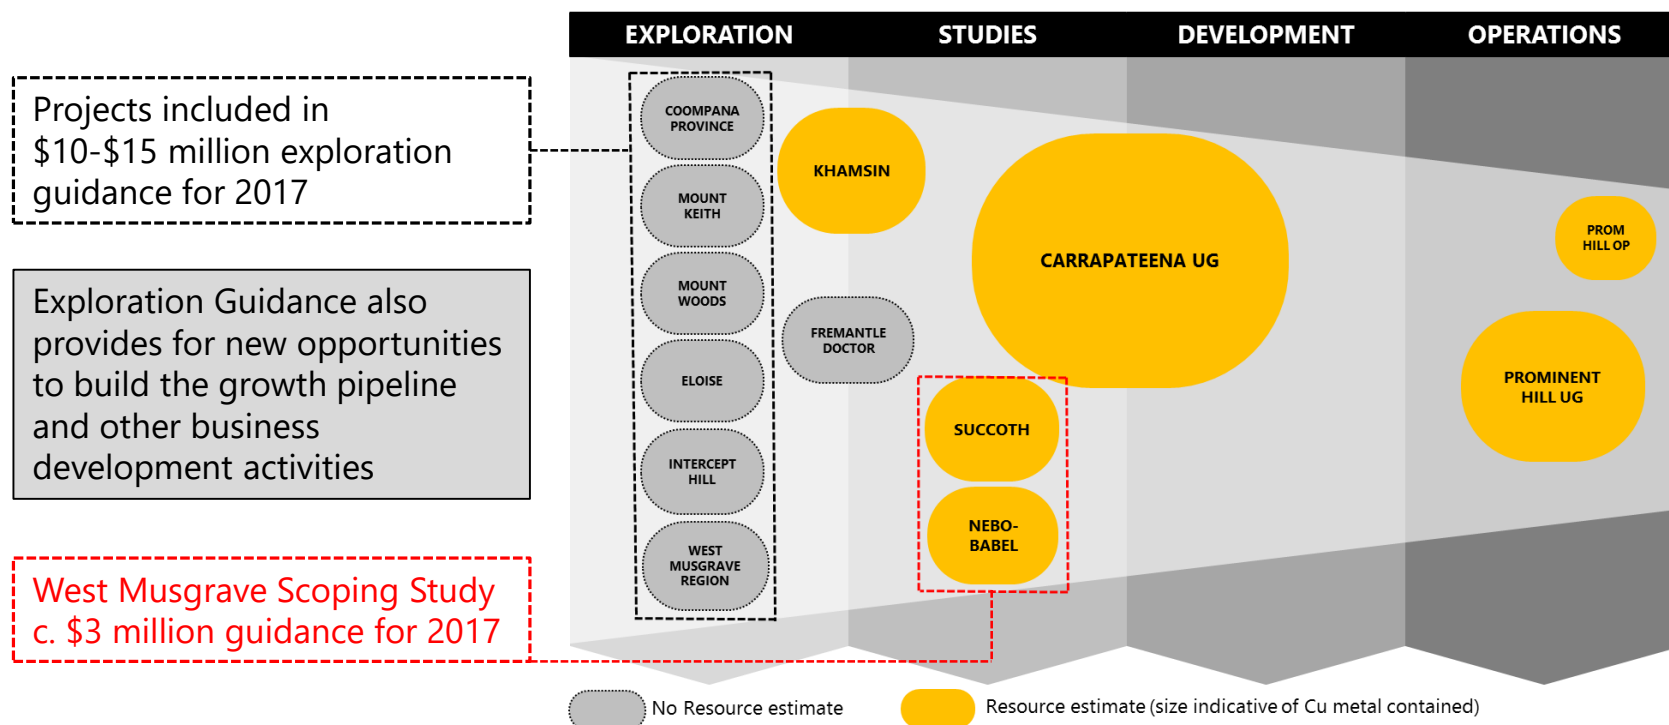 EXPLORATION
STUDIES
DEVELOPMENT
OPERATIONS
Projects included in
$10-$15 million exploration
guidance for 2017
Exploration Guidance also
provides for new opportunities
to build the growth pipeline
and other business
development activities
West Musgrave Scoping Study
c. $3 million guidance for 2017
COOMPANA
PROVINCE
MOUNT
KEITH
MOUNT
WOODS
ELOISE
INTERCEPT
HILL
WEST
MUSGRAVE
REGION
KHAMSIN
FREMANTLE
DOCTOR
SUCCOTH
NEBO-
BABEL
CARRAPATEENA UG
PROM
HILL OP
PROMINENT
HILL UG
No Resource estimate
Resource estimate (size indicative of Cu metal contained)